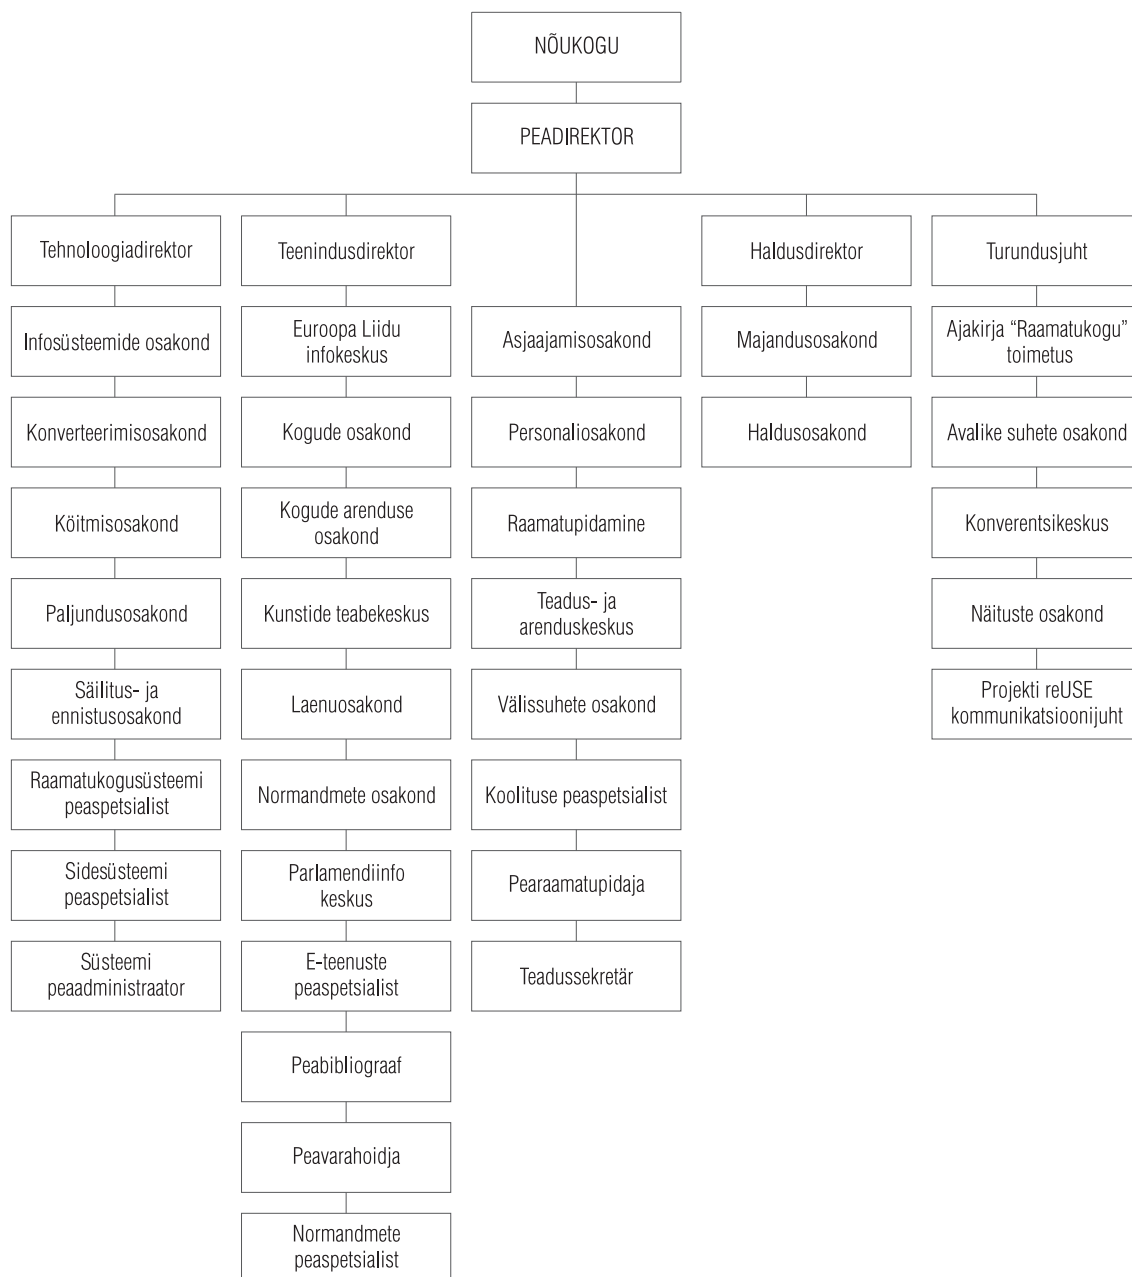 NÕUKOGU
PEADIREKTOR
Tehnoloogiadirektor
Infosüsteemide osakond
Konverteerimisosakond
Köitmisosakond
Paljundusosakond
Säilitus- ja
ennistusosakond
Raamatukogusüsteemi
peaspetsialist
Sidesüsteemi
peaspetsialist
Süsteemi
peaadministraator
Teenindusdirektor
Euroopa Liidu
infokeskus
Kogude osakond
Kogude arenduse
osakond
Kunstide teabekeskus
Laenuosakond
Normandmete osakond
Parlamendiinfo
keskus
E-teenuste
peaspetsialist
Peabibliograaf
Peavarahoidja
Normandmete
peaspetsialist
Asjaajamisosakond
Personaliosakond
Raamatupidamine
Teadus- ja
arenduskeskus
Välissuhete osakond
Koolituse peaspetsialist
Pearaamatupidaja
Teadussekretär
Haldusdirektor
Majandusosakond
Haldusosakond
Turundusjuht
Ajakirja “Raamatukogu”
toimetus
Avalike suhete osakond
Konverentsikeskus
Näituste osakond
Projekti reUSE
kommunikatsioonijuht